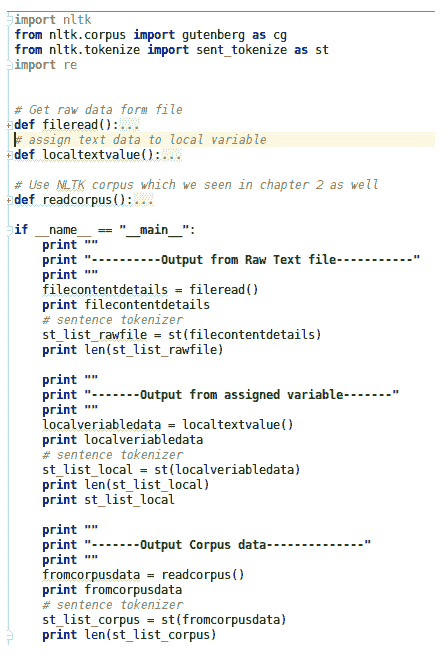 import nltk
from nltk.corpus import gutenberg as cg
from nltk.tokenize import sent_tokenize as st
import re
# Get raw data form file
def fileread():...
# assign text data to local variable
def localtextvalue():...
# Use NLTK corpus which we seen in chapter 2 as well
def readcorpus():...
if __name__ == "__main__":
    print ""
    print "----------Output from Raw Text file-----------"
    print ""
    filecontentdetails = fileread()
    print filecontentdetails
    # sentence tokenizer
    st_list_rawfile = st(filecontentdetails)
    print len(st_list_rawfile)
    print ""
    print "-------Output from assigned variable-------"
    print ""
    localveriabledata = localtextvalue()
    print localveriabledata
    # sentence tokenizer
    st_list_local = st(localveriabledata)
    print len(st_list_local)
    print st_list_local
    print ""
    print "-------Output Corpus data--------------"
    print ""
    fromcorpusdata = readcorpus()
    print fromcorpusdata
    # sentence tokenizer
    st_list_corpus = st(fromcorpusdata)
    print len(st_list_corpus)